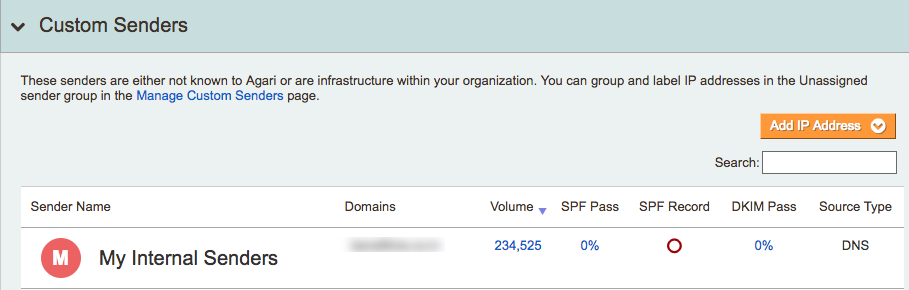 Custom Senders
These senders are either not known to Agari or are infrastructure within your organization. You can group and label IP addresses in the Unassigned
sender group in the Manage Custom Senders page.
Add IP Address
Search:
Sender Name Domains Volume SPF Pass SPF Record DKIM Pass Source Type
M My Internal Senders 234,525 0% 0% DNS